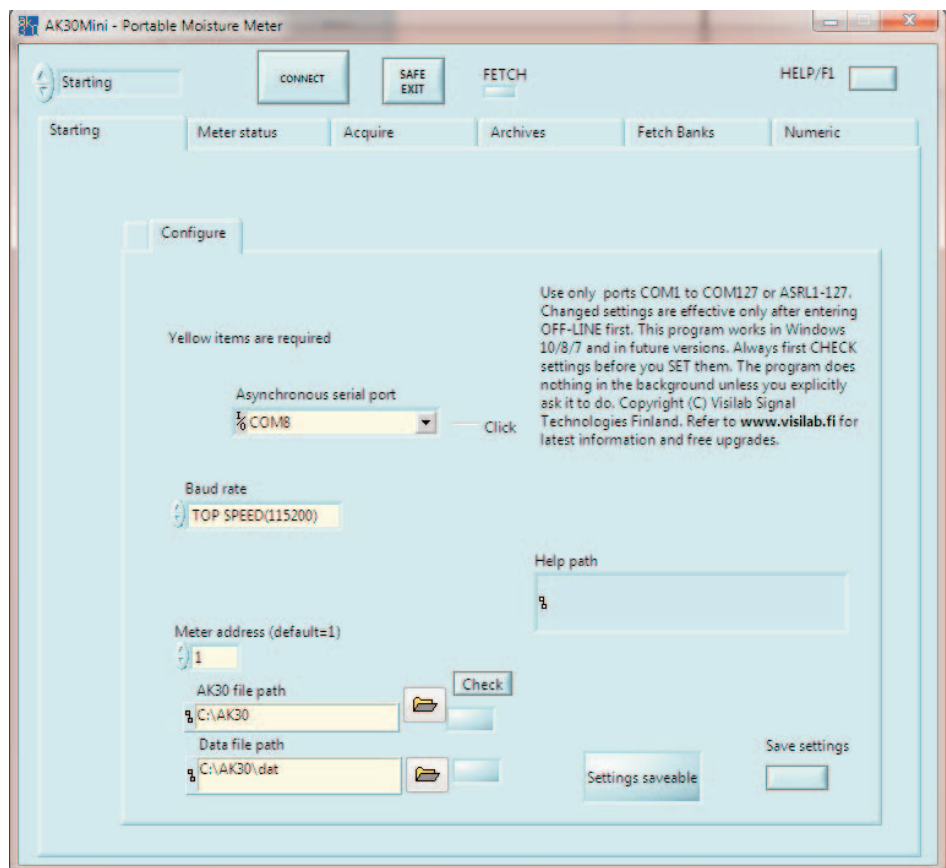 AK30Mini - Portable Moisture Meter
Starting
CONNECT
SAFE
EXIT
FETCH
HELP/F1
Starting
Meter status
Acquire
Archives
Fetch Banks
Numeric
Configure
Use only ports COM1 to COM127 or ASRL1-127.
Changed settings are effective only after entering
OFF-LINE first. This program works in Windows
10/8/7 and in future versions. Always first CHECK
settings before you SET them. The program does
nothing in the background unless you explicitly
ask it to do. Copyright (C) Visilab Signal
Technologies Finland. Refer to www.visilab.fi for
latest information and free upgrades.
Yellow items are required
Asynchronous serial port
COM8
Click
Baud rate
TOP SPEED(115200)
Help path
Meter address (default=1)
1
AK30 file path
Check
C:\AK30
Data file path
C:\AK30\dat
Settings saveable
Save settings